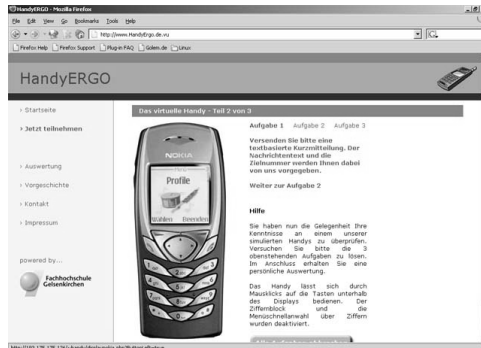 HandyERGO - Mozilla Firefox
File Edit View Go Bookmarks Tools Help
http://www.HandyErgo.de.vu
Firefox Help Firefox Support Plug-in FAQ Golem.de Linux
HandyERGO
› Startseite
› Jetzt teilnehmen
› Auswertung
› Vorgeschichte
› Kontakt
› Impressum
powered by...
Fachhochschule
Gelsenkirchen
Das virtuelle Handy - Teil 2 von 3
NOKIA
Profile
Wählen Beenden
Aufgabe 1 Aufgabe 2 Aufgabe 3
Versenden Sie bitte eine
textbasierte Kurzmitteilung. Der
Nachrichtentext und die
Zielnummer werden Ihnen dabei
von uns vorgegeben.
Weiter zur Aufgabe 2
Hilfe
Sie haben nun die Gelegenheit Ihre
Kenntnisse an einem unserer
simulierten Handys zu überprüfen.
Versuchen Sie bitte die 3
obenstehenden Aufgaben zu lösen.
Im Anschluss erhalten Sie eine
persönliche Auswertung.
Das Handy lässt sich durch
Mausklicks auf die Tasten unterhalb
des Displays bedienen. Der
Ziffernblock und die
Menüschnellanwahl über Ziffern
wurden deaktiviert.